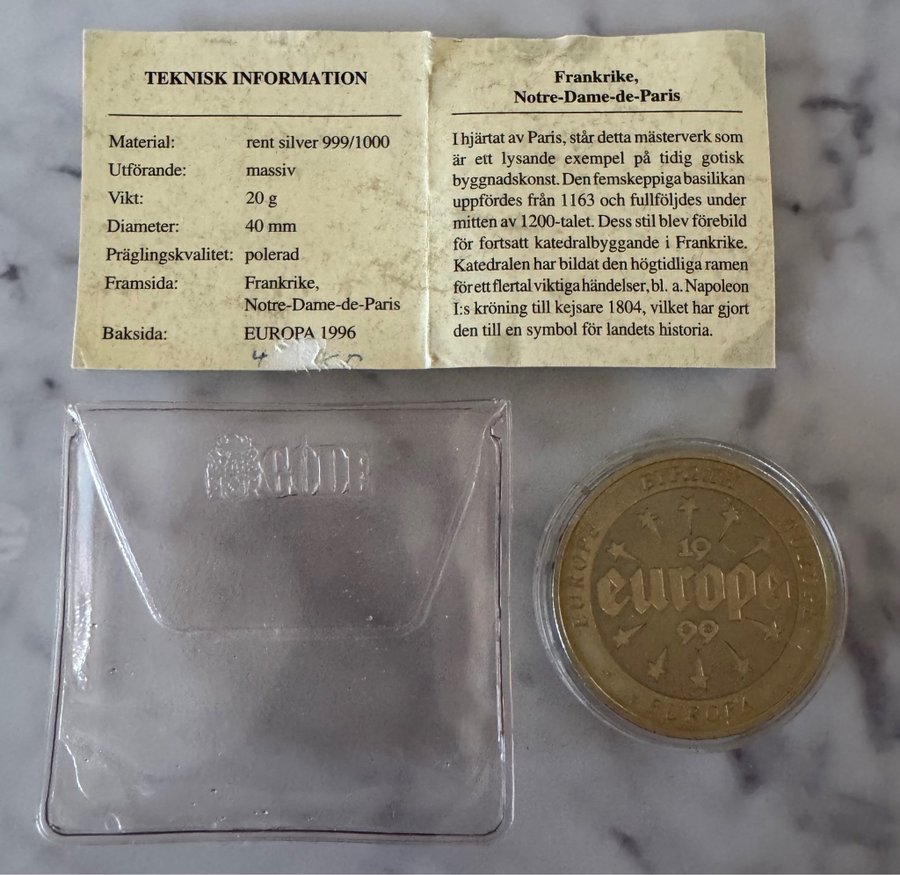 TEKNISK INFORMATION
Material: rent silver 999/1000
Utförande: massiv
Vikt: 20 g
Diameter: 40 mm
Präglingskvalitet: polerad
Framsida: Frankrike,
Notre-Dame-de-Paris
Baksida: EUROPA 1996
Frankrike,
Notre-Dame-de-Paris
I hjärtat av Paris, står detta mästerverk som
är ett lysande exempel på tidig gotisk
byggnadskonst. Den femskeppiga basilikan
uppfördes från 1163 och fullföljdes under
mitten av 1200-talet. Dess stil blev förebild
för fortsatt katedralbyggande i Frankrike.
Katedralen har bildat den högtidliga ramen
för ett flertal viktiga händelser, bl. a. Napoleon
I:s kröning till kejsare 1804, vilket har gjort
den till en symbol för landets historia.
GÖDE
EUROPE
19
europe
99
EUROPA